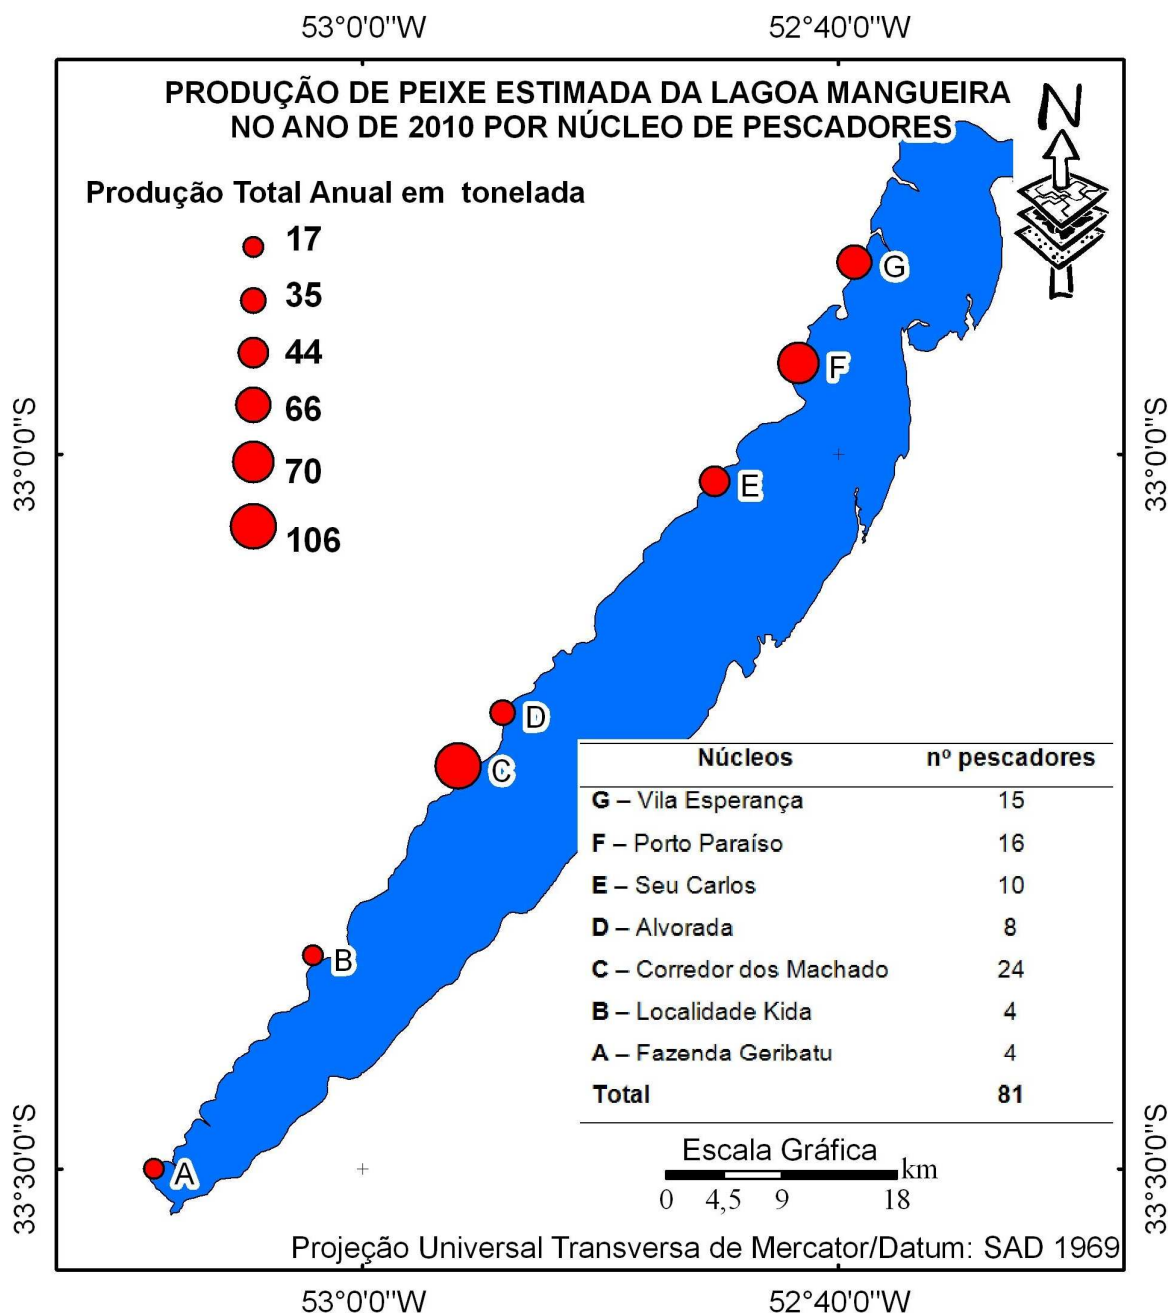 53°0'0"W 52°40'0"W
PRODUÇÃO DE PEIXE ESTIMADA DA LAGOA MANGUEIRA
NO ANO DE 2010 POR NÚCLEO DE PESCADORES
N
Produção Total Anual em tonelada
17
35
44
66
70
106
G
F
E
D
C
B
A
33°0'0"S
33°0'0"S
Núcleos nº pescadores
G – Vila Esperança 15
F – Porto Paraíso 16
E – Seu Carlos 10
D – Alvorada 8
C – Corredor dos Machado 24
B – Localidade Kida 4
A – Fazenda Geribatu 4
Total 81
33°30'0"S
33°30'0"S
Escala Gráfica
km
0 4,5 9 18
Projeção Universal Transversa de Mercator/Datum: SAD 1969
53°0'0"W 52°40'0"W